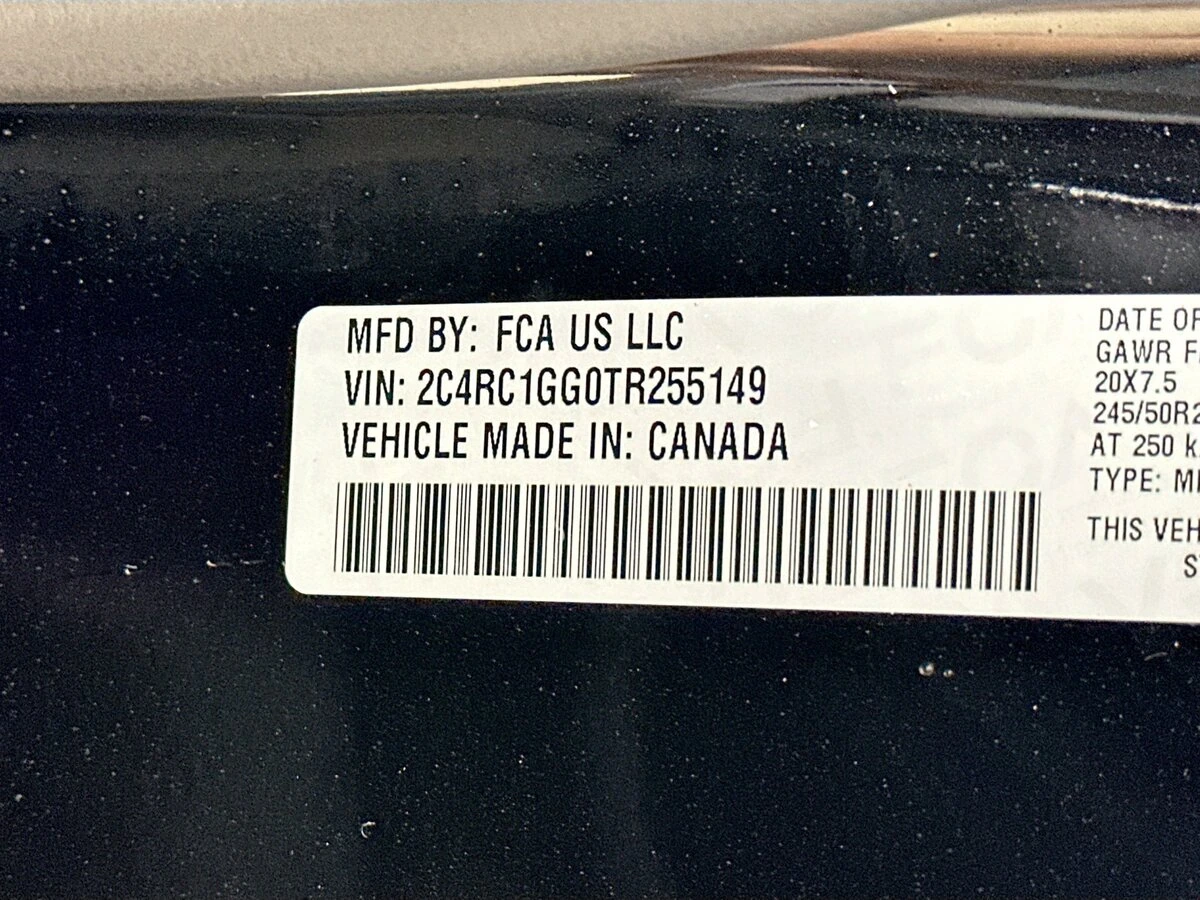 MFD BY: FCA US LLC
VIN: 2C4RC1GG0TR255149
VEHICLE MADE IN: CANADA
DATE OF
GAWR F
20X7.5
245/50R2
AT 250 k
TYPE: M
THIS VEH
S